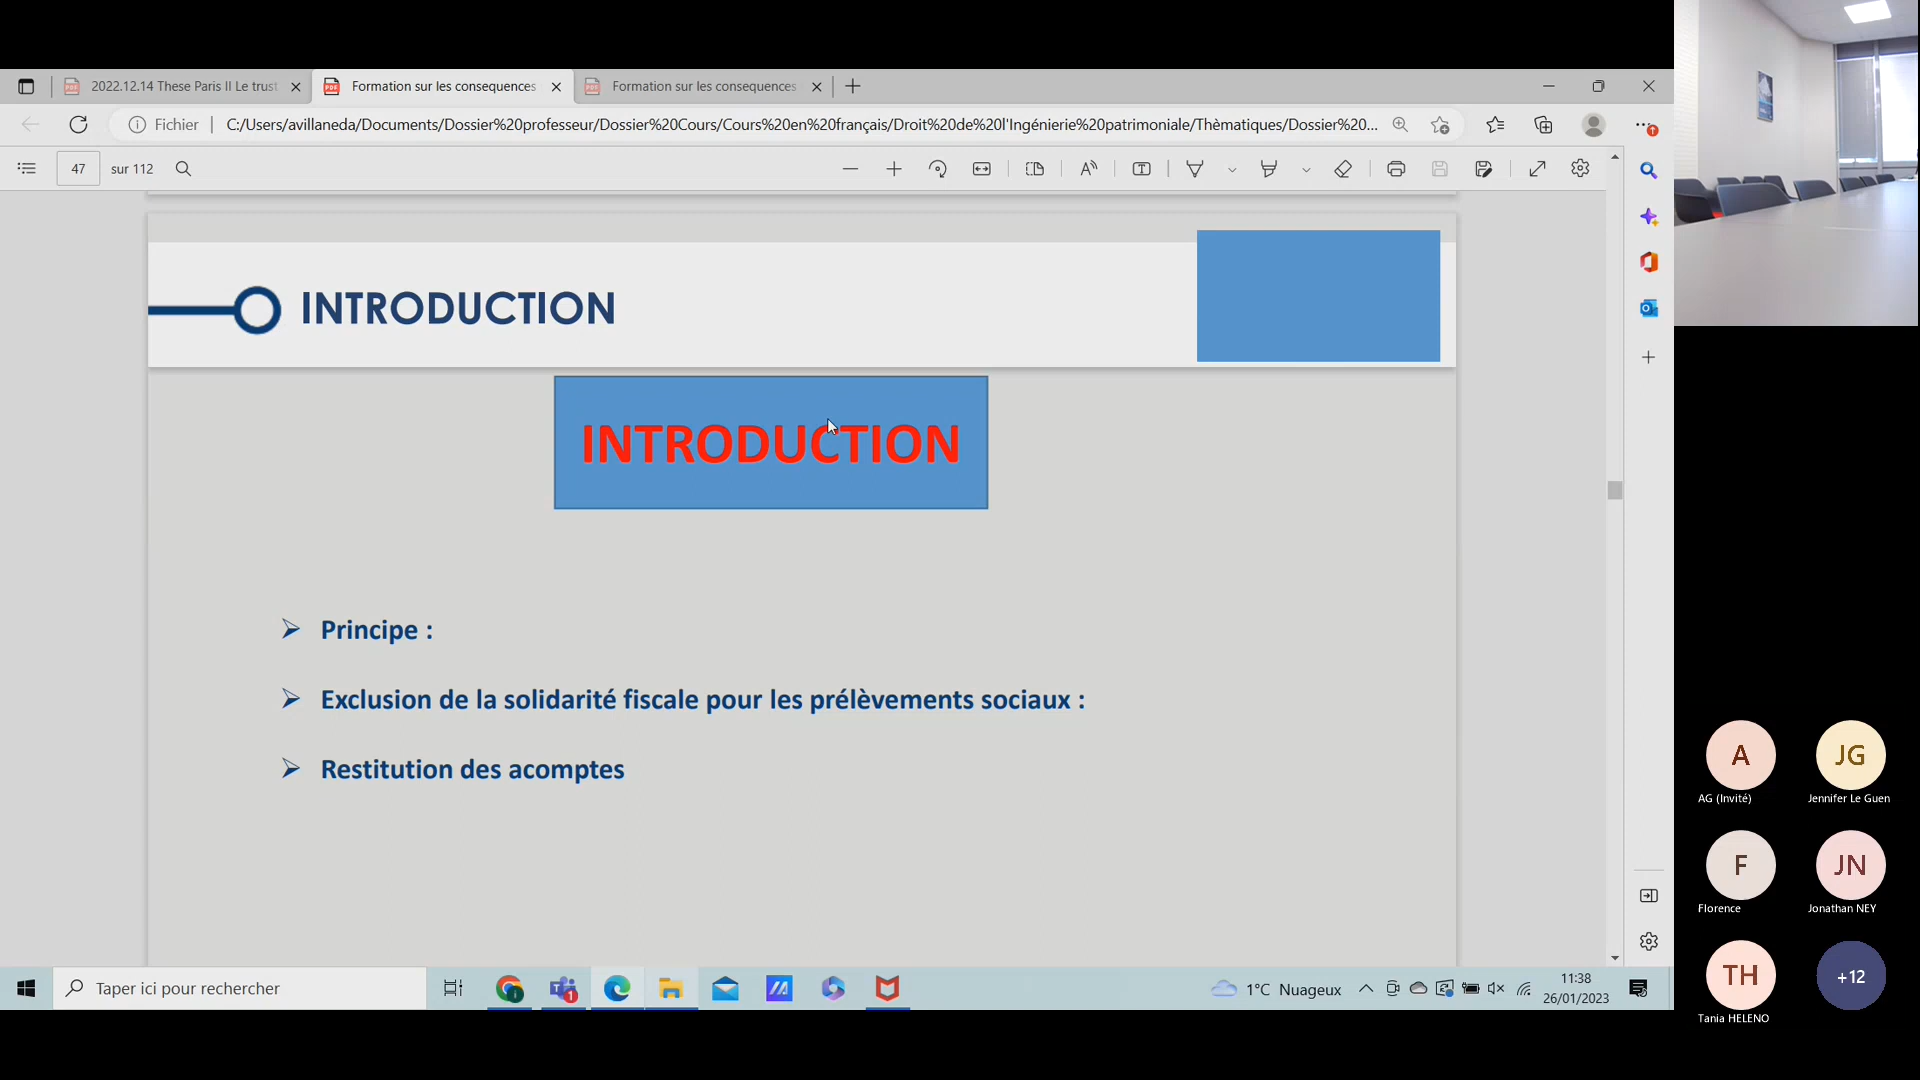 2022.12.14 These Paris II Le trust
Formation sur les consequences
Formation sur les consequences
Fichier
C:/Users/avillaneda/Documents/Dossier%20professeur/Dossier%20Cours/Cours%20en%20français/Droit%20de%20l'Ingénierie%20patrimoniale/Thèmatiques/Dossier%20...
47 sur 112
INTRODUCTION
INTRODUCTION
Principe :
Exclusion de la solidarité fiscale pour les prélèvements sociaux :
Restitution des acomptes
A
AG (Invité)
JG
Jennifer Le Guen
F
Florence
JN
Jonathan NEY
TH
Tania HELENO
+12
Taper ici pour rechercher
1
1°C Nuageux
11:38
26/01/2023